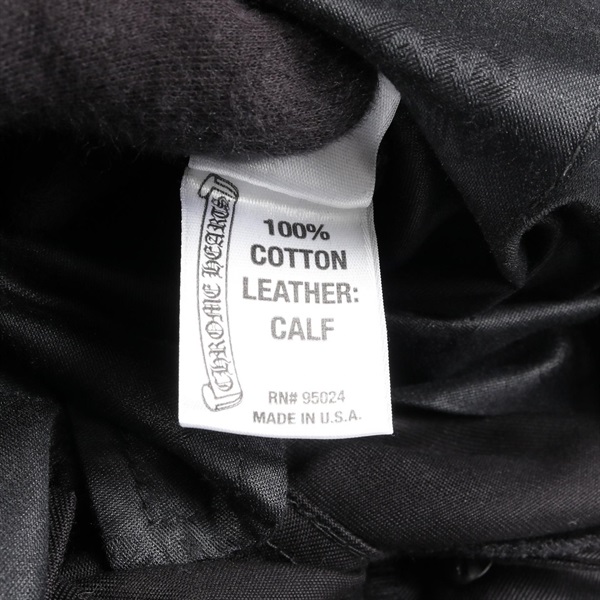 CHROME HEARTS
100%
COTTON
LEATHER:
CALF
RN# 95024
MADE IN U.S.A.